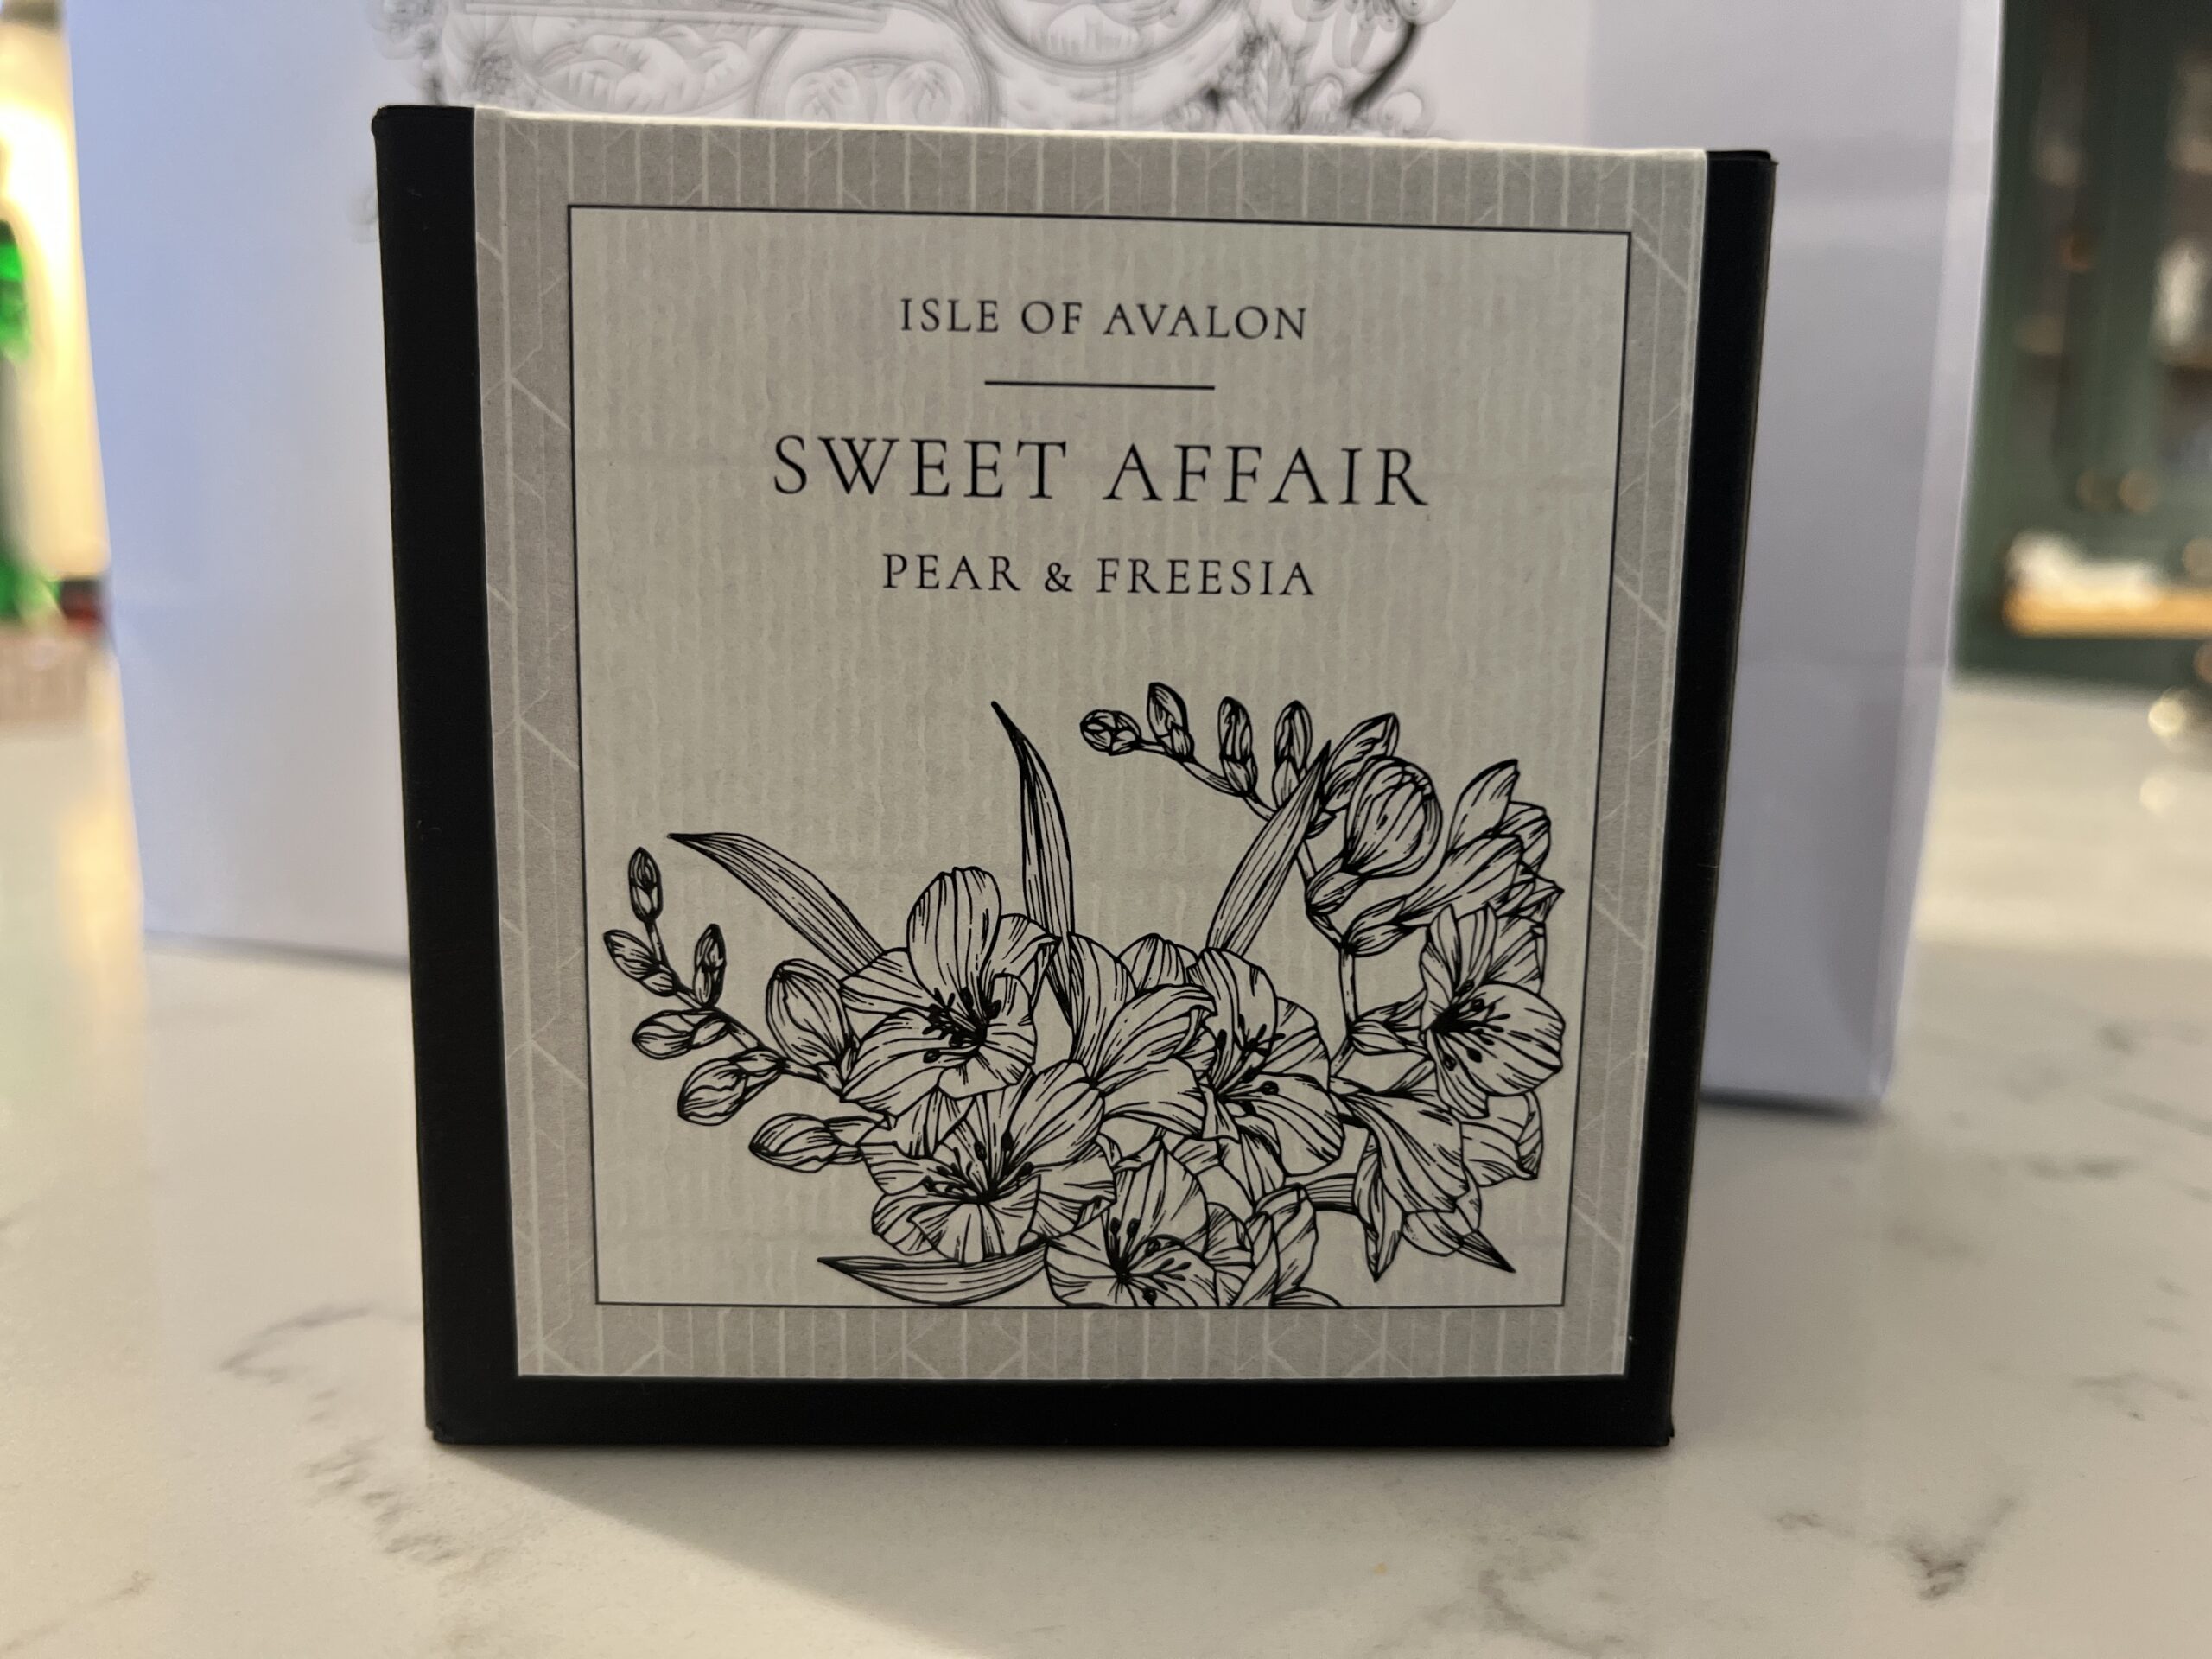 ISLE OF AVALON
SWEET AFFAIR
PEAR & FREESIA